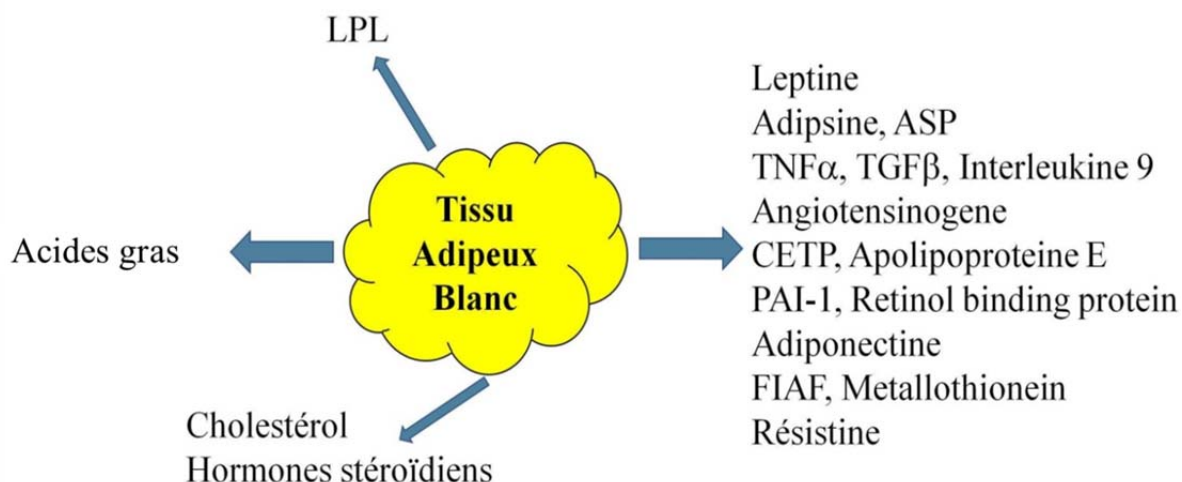 LPL
Acides gras
Tissu
Adipeux
Blanc
Leptine
Adipsine, ASP
TNFα, TGFβ, Interleukine 9
Angiotensinogene
CETP, Apolipoproteine E
PAI-1, Retinol binding protein
Adiponectine
FIAF, Metallothionein
Résistine
Cholestérol
Hormones stéroïdiens